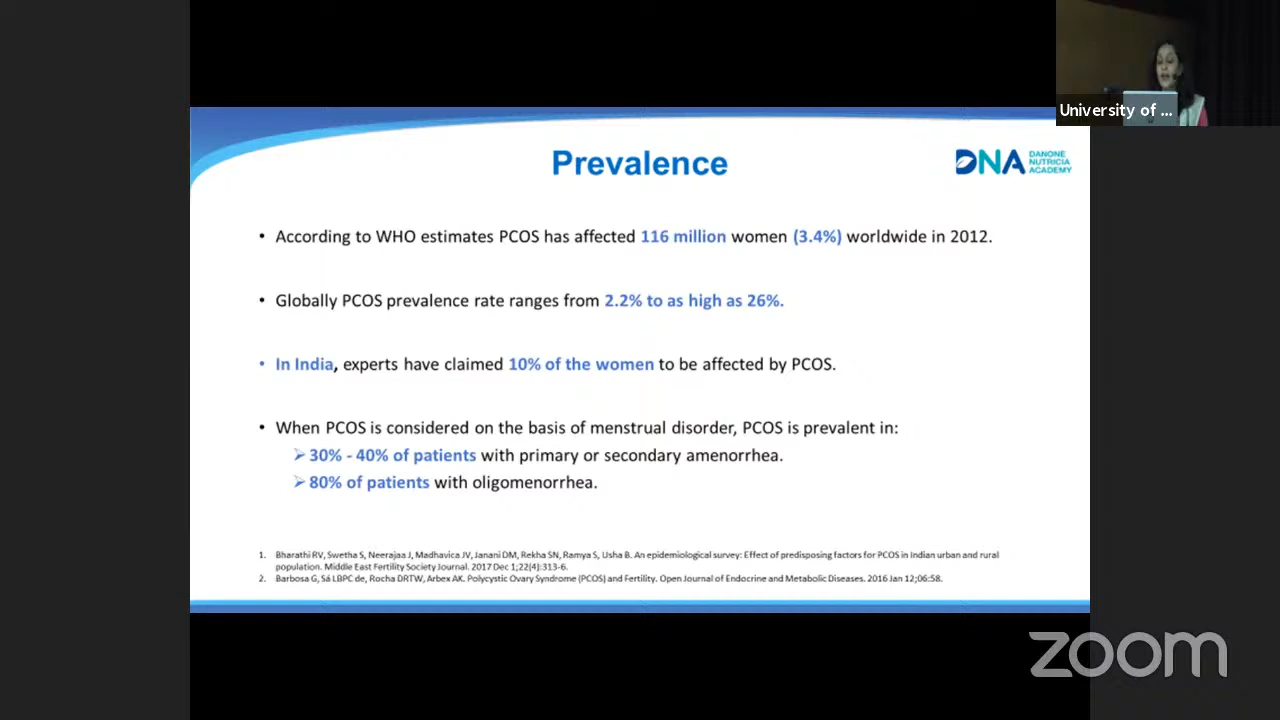 University of ...
Prevalence
DNA DANONE
NUTRICIA
ACADEMY
• According to WHO estimates PCOS has affected 116 million women (3.4%) worldwide in 2012.
• Globally PCOS prevalence rate ranges from 2.2% to as high as 26%.
• In India, experts have claimed 10% of the women to be affected by PCOS.
• When PCOS is considered on the basis of menstrual disorder, PCOS is prevalent in:
➢ 30% - 40% of patients with primary or secondary amenorrhea.
➢ 80% of patients with oligomenorrhea.
1. Bharathi RV, Swetha S, Neerajaa J, Madhavica JV, Janani DM, Rekha SN, Ramya S, Usha B. An epidemiological survey: Effect of predisposing factors for PCOS in Indian urban and rural
population. Middle East Fertility Society Journal. 2017 Dec 1;22(4):313-6.
2. Barbosa G, Sá LBPC de, Rocha DRTW, Arbex AK. Polycystic Ovary Syndrome (PCOS) and Fertility. Open Journal of Endocrine and Metabolic Diseases. 2016 Jan 12;06:58.
zoom